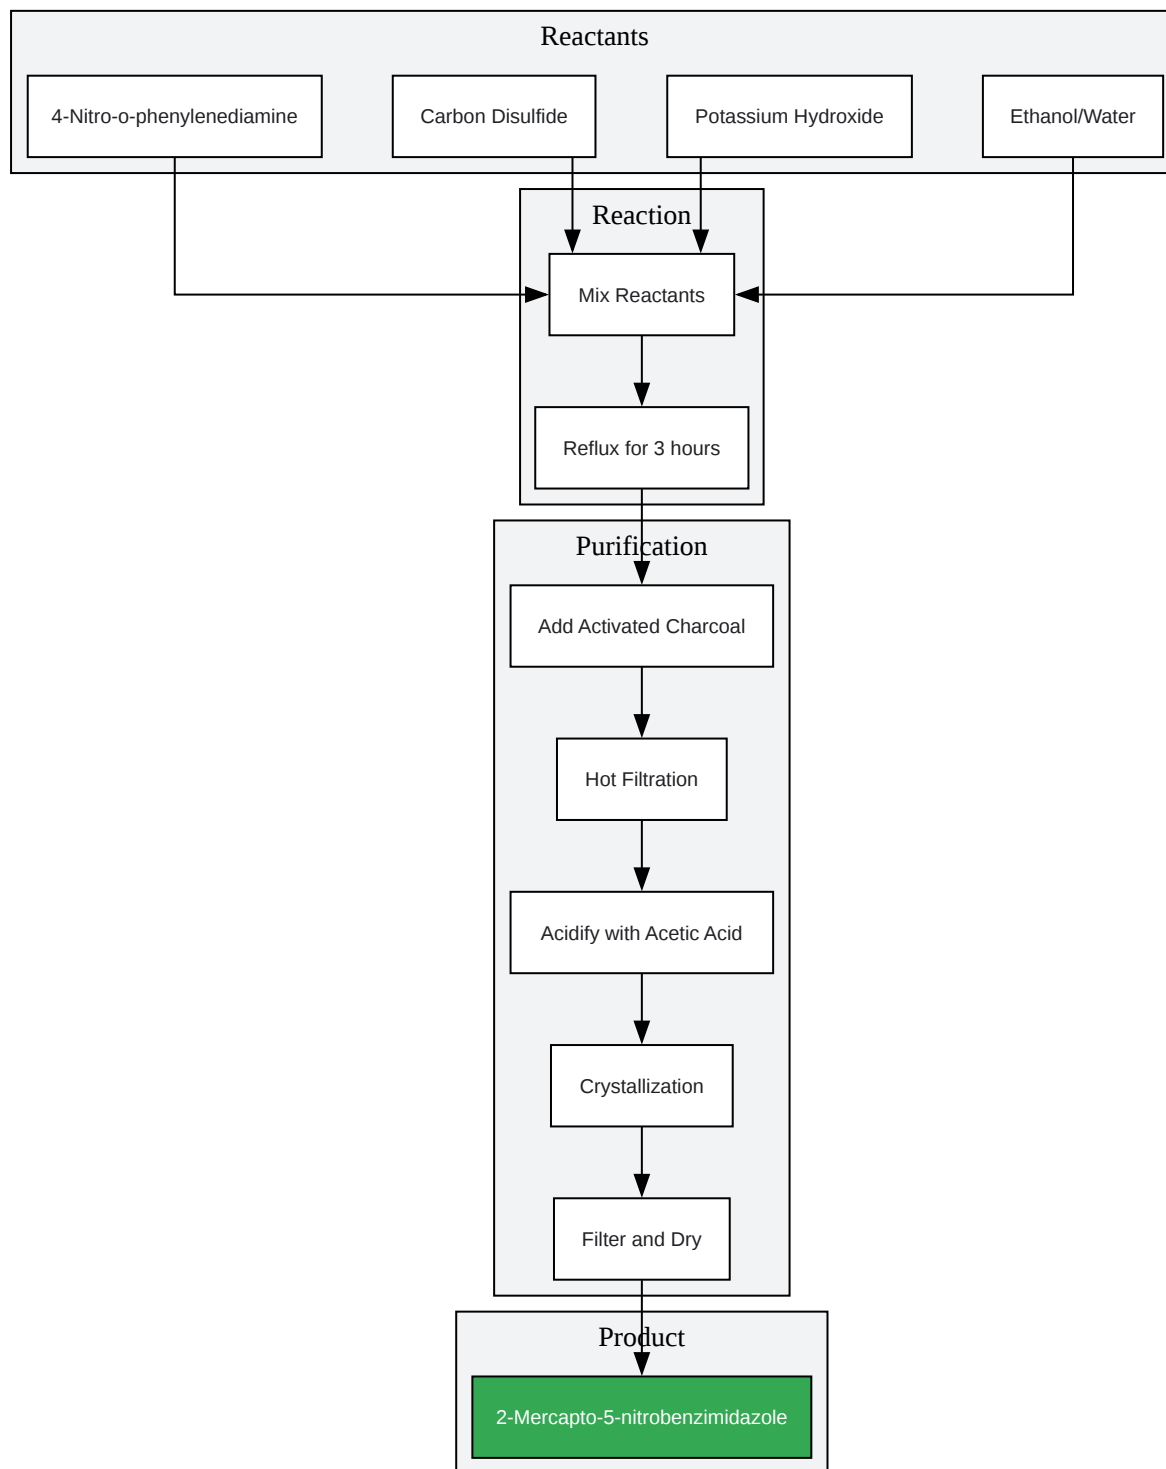 Reactants
4-Nitro-o-phenylenediamine
Carbon Disulfide
Potassium Hydroxide
Ethanol/Water
Reaction
Mix Reactants
Reflux for 3 hours
Purification
Add Activated Charcoal
Hot Filtration
Acidify with Acetic Acid
Crystallization
Filter and Dry
Product
2-Mercapto-5-nitrobenzimidazole